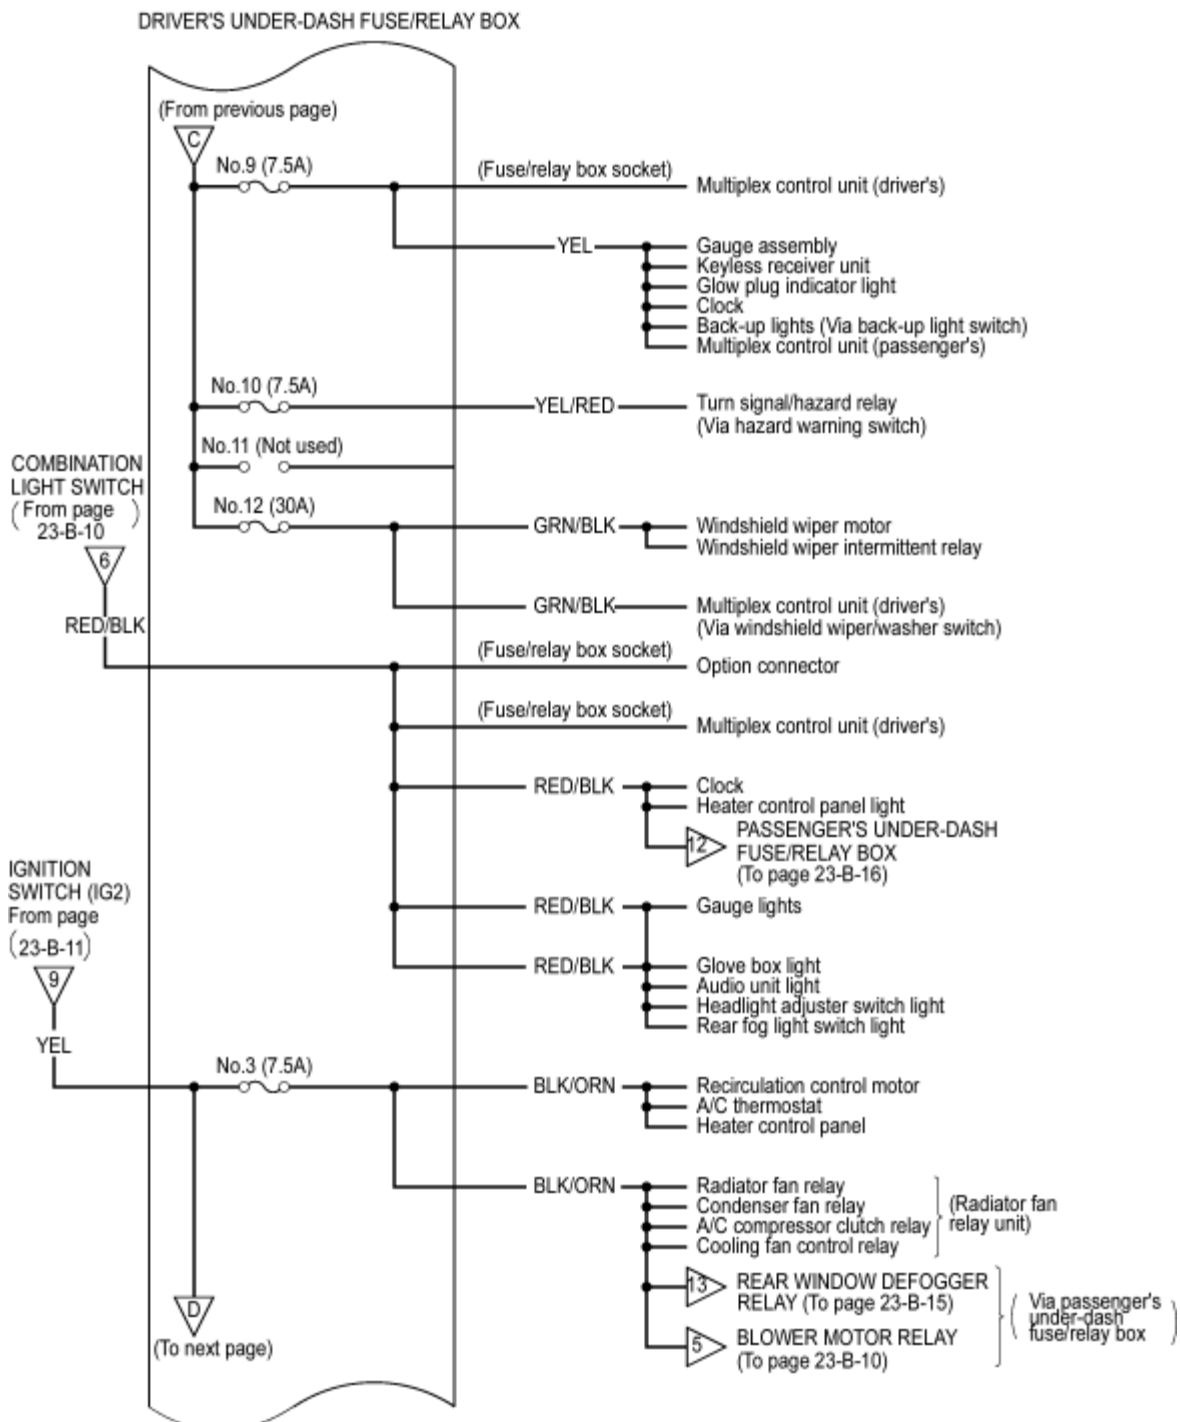 DRIVER'S UNDER-DASH FUSE/RELAY BOX
(From previous page)
C
No.9 (7.5A)
(Fuse/relay box socket)
Multiplex control unit (driver's)
YEL
Gauge assembly
Keyless receiver unit
Glow plug indicator light
Clock
Back-up lights (Via back-up light switch)
Multiplex control unit (passenger's)
No.10 (7.5A)
YEL/RED
Turn signal/hazard relay
(Via hazard warning switch)
No.11 (Not used)
COMBINATION
LIGHT SWITCH
(From page
23-B-10)
6
RED/BLK
No.12 (30A)
GRN/BLK
Windshield wiper motor
Windshield wiper intermittent relay
GRN/BLK
Multiplex control unit (driver's)
(Via windshield wiper/washer switch)
(Fuse/relay box socket)
Option connector
(Fuse/relay box socket)
Multiplex control unit (driver's)
RED/BLK
Clock
Heater control panel light
12
PASSENGER'S UNDER-DASH
FUSE/RELAY BOX
(To page 23-B-16)
RED/BLK
Gauge lights
RED/BLK
Glove box light
Audio unit light
Headlight adjuster switch light
Rear fog light switch light
IGNITION
SWITCH (IG2)
From page
(23-B-11)
9
YEL
No.3 (7.5A)
BLK/ORN
Recirculation control motor
A/C thermostat
Heater control panel
BLK/ORN
Radiator fan relay
Condenser fan relay
A/C compressor clutch relay
Cooling fan control relay
(Radiator fan
relay unit)
13
REAR WINDOW DEFOGGER
RELAY (To page 23-B-15)
5
BLOWER MOTOR RELAY
(To page 23-B-10)
(Via passenger's
under-dash
fuse/relay box)
D
(To next page)